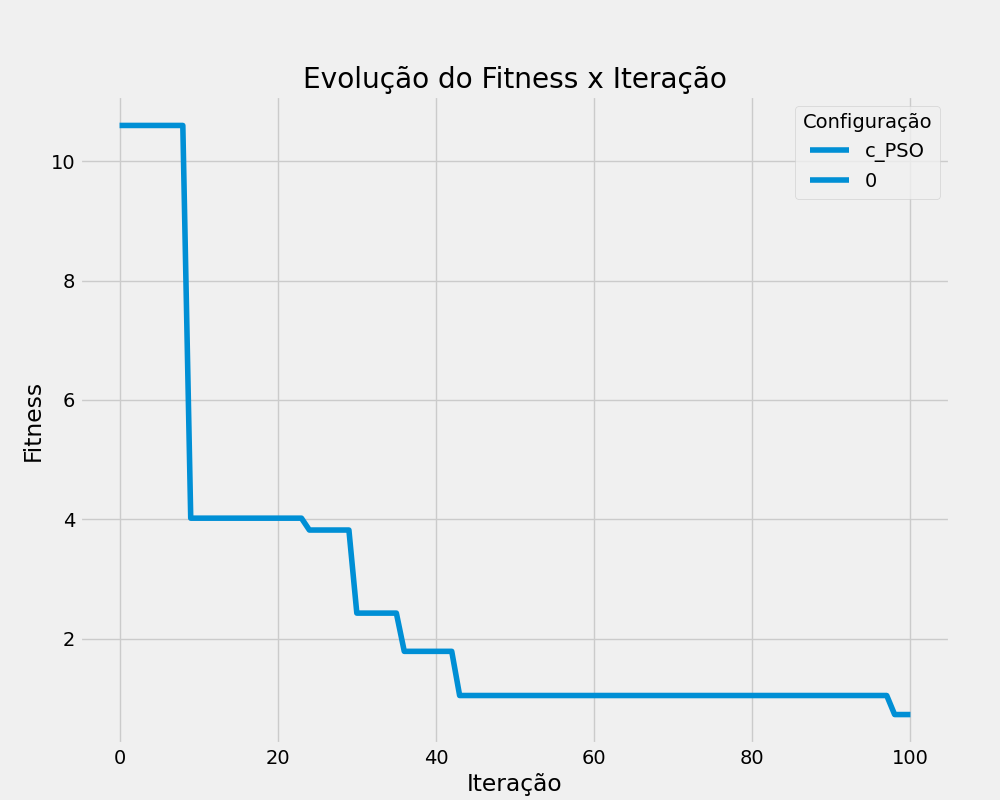 Evolução do Fitness x Iteração
Configuração
c_PSO
0
10
8
6
4
2
Fitness
0 20 40 60 80 100
Iteração